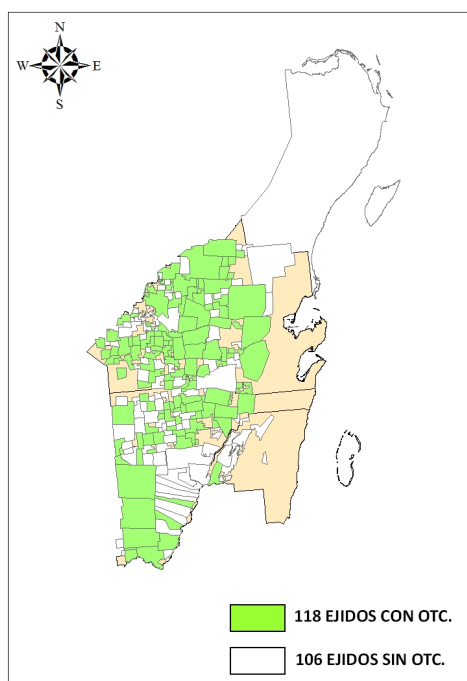 N
W E
S
118 EJIDOS CON OTC.
106 EJIDOS SIN OTC.